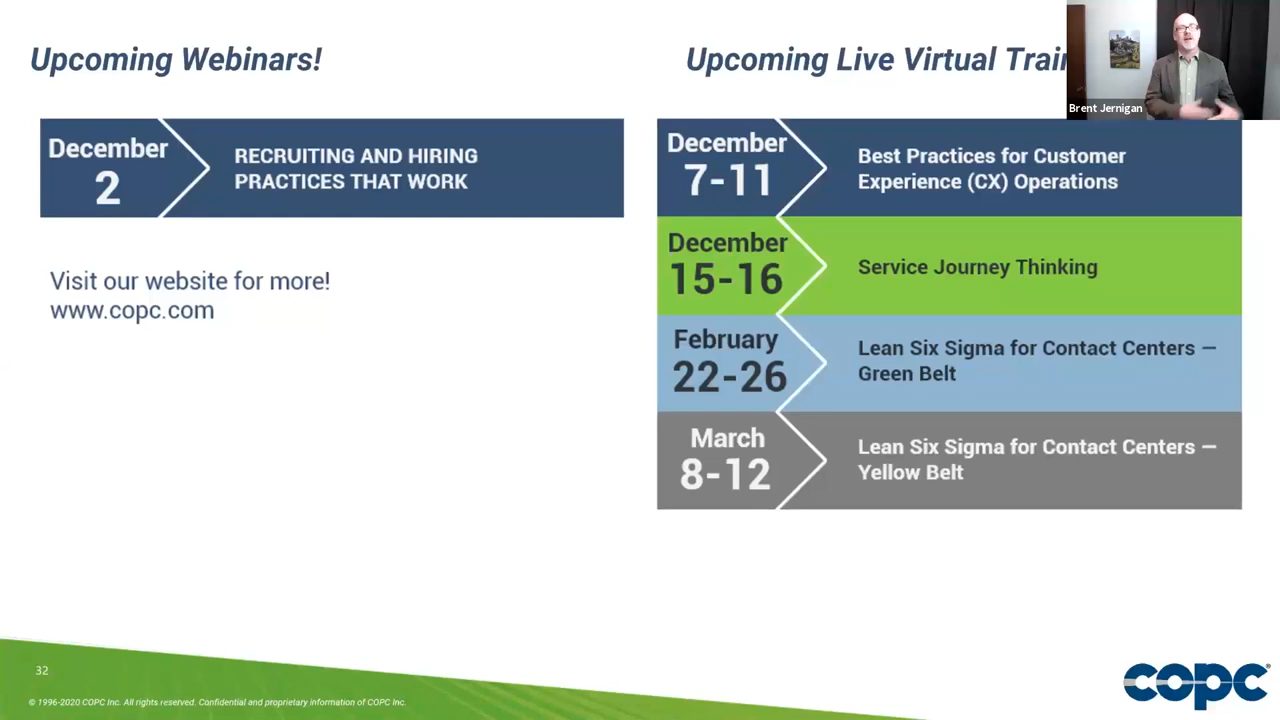 Upcoming Webinars!
December
2
RECRUITING AND HIRING
PRACTICES THAT WORK
Visit our website for more!
www.copc.com
Upcoming Live Virtual
Brent Jernigan
December
7-11
Best Practices for Customer
Experience (CX) Operations
December
15-16
Service Journey Thinking
February
22-26
Lean Six Sigma for Contact Centers –
Green Belt
March
8-12
Lean Six Sigma for Contact Centers –
Yellow Belt
32
© 1996-2020 COPC Inc. All rights reserved. Confidential and proprietary information of COPC Inc.
copc®